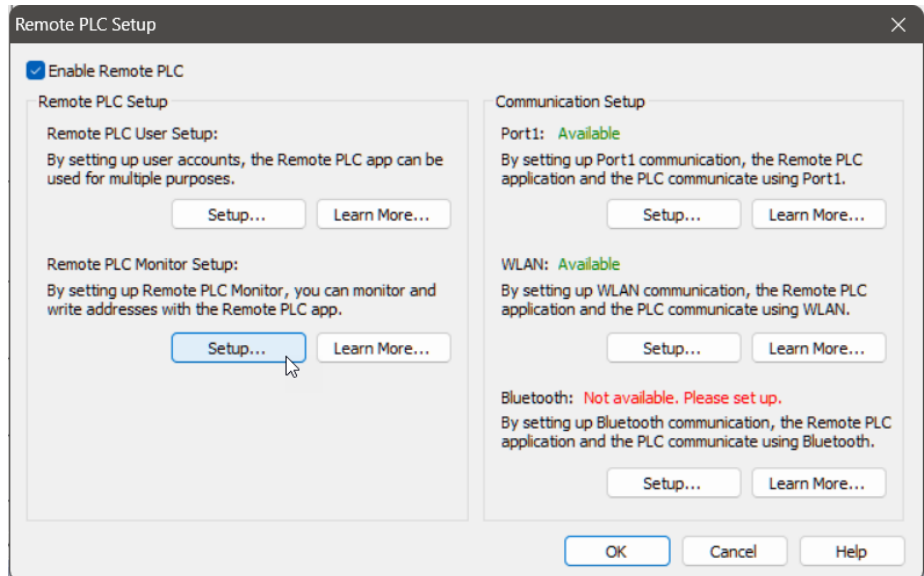 Remote PLC Setup
Enable Remote PLC
Remote PLC Setup
Remote PLC User Setup:
By setting up user accounts, the Remote PLC app can be
used for multiple purposes.
Setup...
Learn More...
Remote PLC Monitor Setup:
By setting up Remote PLC Monitor, you can monitor and
write addresses with the Remote PLC app.
Setup...
Learn More...
Communication Setup
Port1: Available
By setting up Port1 communication, the Remote PLC
application and the PLC communicate using Port1.
Setup...
Learn More...
WLAN: Available
By setting up WLAN communication, the Remote PLC
application and the PLC communicate using WLAN.
Setup...
Learn More...
Bluetooth: Not available. Please set up.
By setting up Bluetooth communication, the Remote PLC
application and the PLC communicate using Bluetooth.
Setup...
Learn More...
OK
Cancel
Help